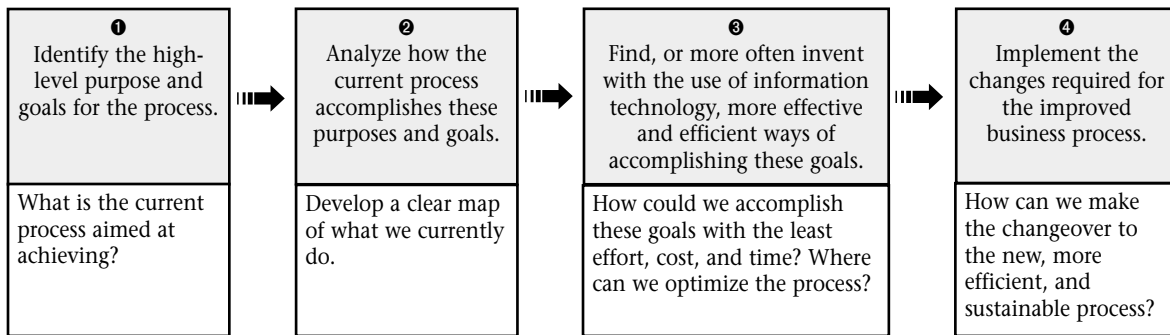 ❶
Identify the high-
level purpose and
goals for the process.
What is the current
process aimed at
achieving?
❷
Analyze how the
current process
accomplishes these
purposes and goals.
Develop a clear map
of what we currently
do.
❸
Find, or more often invent
with the use of information
technology, more effective
and efficient ways of
accomplishing these goals.
How could we accomplish
these goals with the least
effort, cost, and time? Where
can we optimize the process?
❹
Implement the
changes required for
the improved
business process.
How can we make
the changeover to
the new, more
efficient, and
sustainable process?